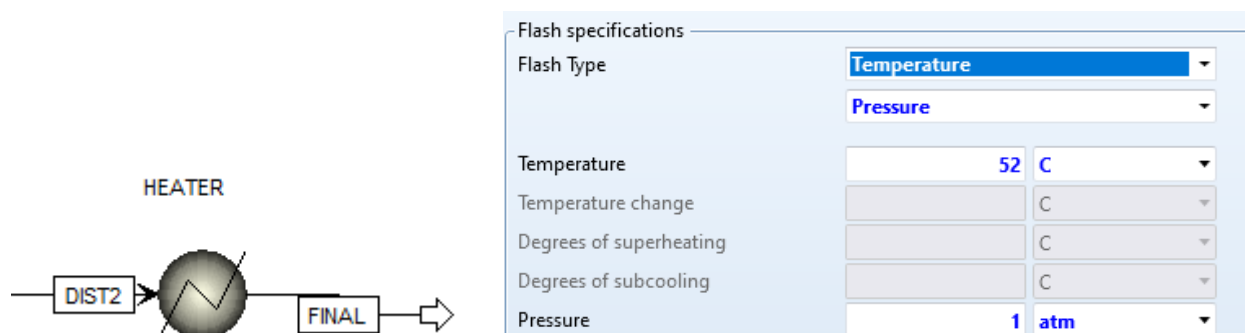 HEATER
DIST2
FINAL
Flash specifications
Flash Type Temperature
Pressure
Temperature 52 C
Temperature change C
Degrees of superheating C
Degrees of subcooling C
Pressure 1 atm